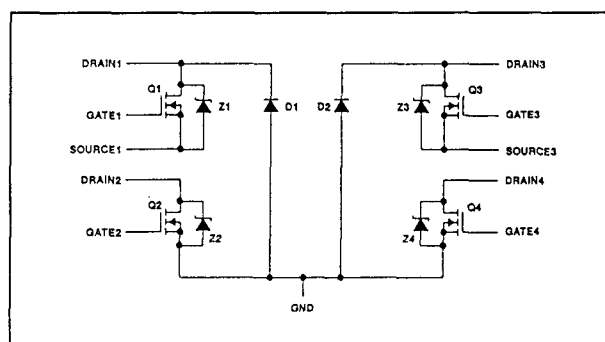 DRAIN1 DRAIN3
Q1 Z1 D1 D2 Z3 Q3
GATE1 GATE3
SOURCE1 SOURCE3
DRAIN2 DRAIN4
Q2 Q4
GATE2 Z2 Z4 GATE4
GND